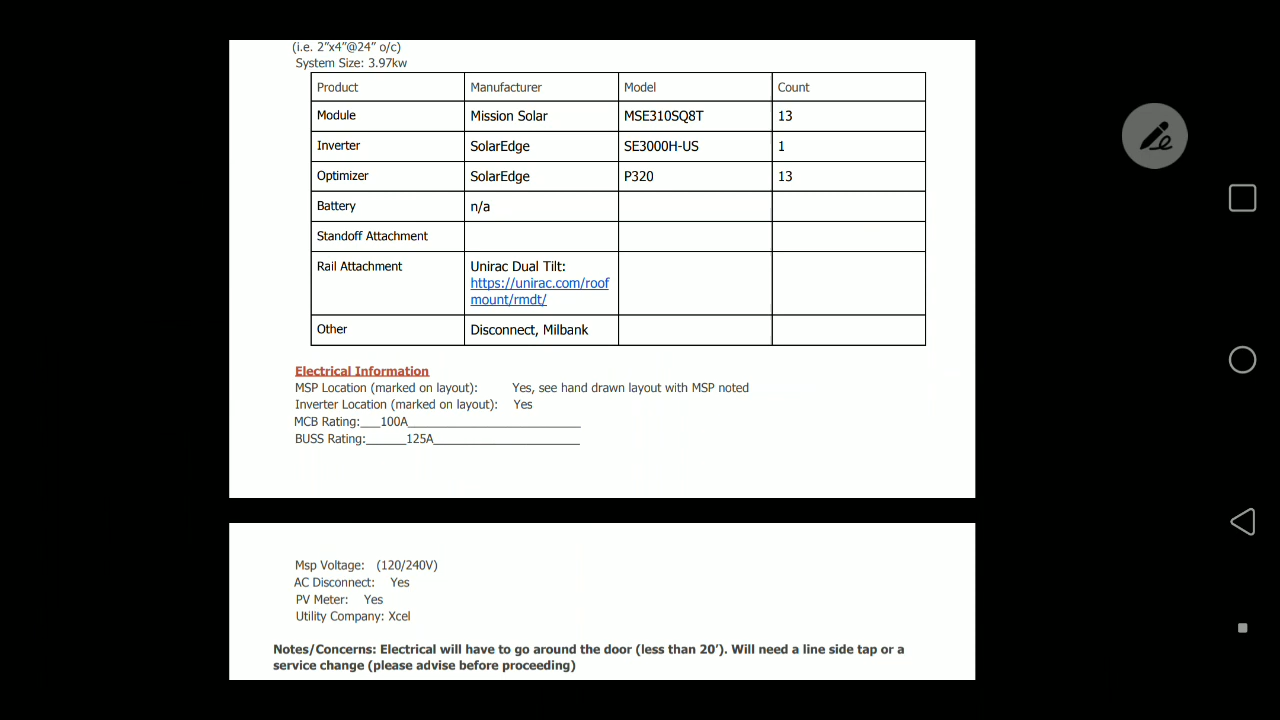 (i.e. 2"x4"@24" o/c)
System Size: 3.97kw
Product Manufacturer Model Count
Module Mission Solar MSE310SQ8T 13
Inverter SolarEdge SE3000H-US 1
Optimizer SolarEdge P320 13
Battery n/a
Standoff Attachment
Rail Attachment Unirac Dual Tilt:
https://unirac.com/roof
mount/rmdt/
Other Disconnect, Milbank
Electrical Information
MSP Location (marked on layout): Yes, see hand drawn layout with MSP noted
Inverter Location (marked on layout): Yes
MCB Rating:___100A__________________________
BUSS Rating:______125A______________________
Msp Voltage: (120/240V)
AC Disconnect: Yes
PV Meter: Yes
Utility Company: Xcel
Notes/Concerns: Electrical will have to go around the door (less than 20'). Will need a line side tap or a
service change (please advise before proceeding)